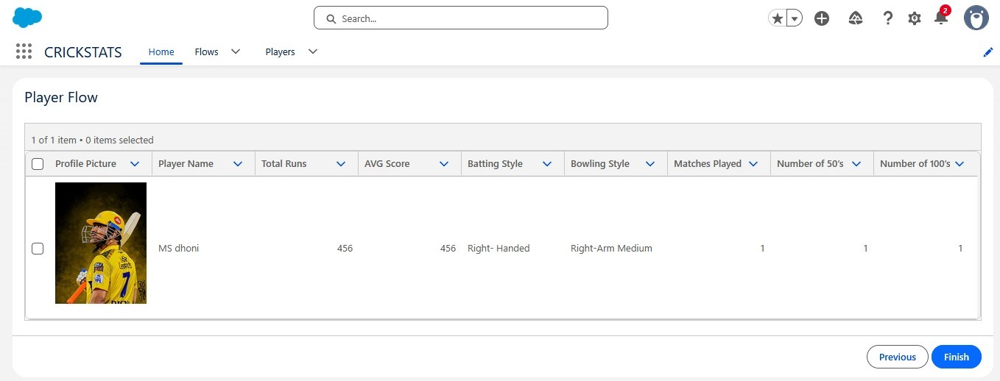 Search...
2
CRICKSTATS Home Flows Players
Player Flow
1 of 1 item • 0 items selected
Profile Picture Player Name Total Runs AVG Score Batting Style Bowling Style Matches Played Number of 50's Number of 100's
7
MS dhoni 456 456 Right- Handed Right-Arm Medium 1 1 1
Previous Finish